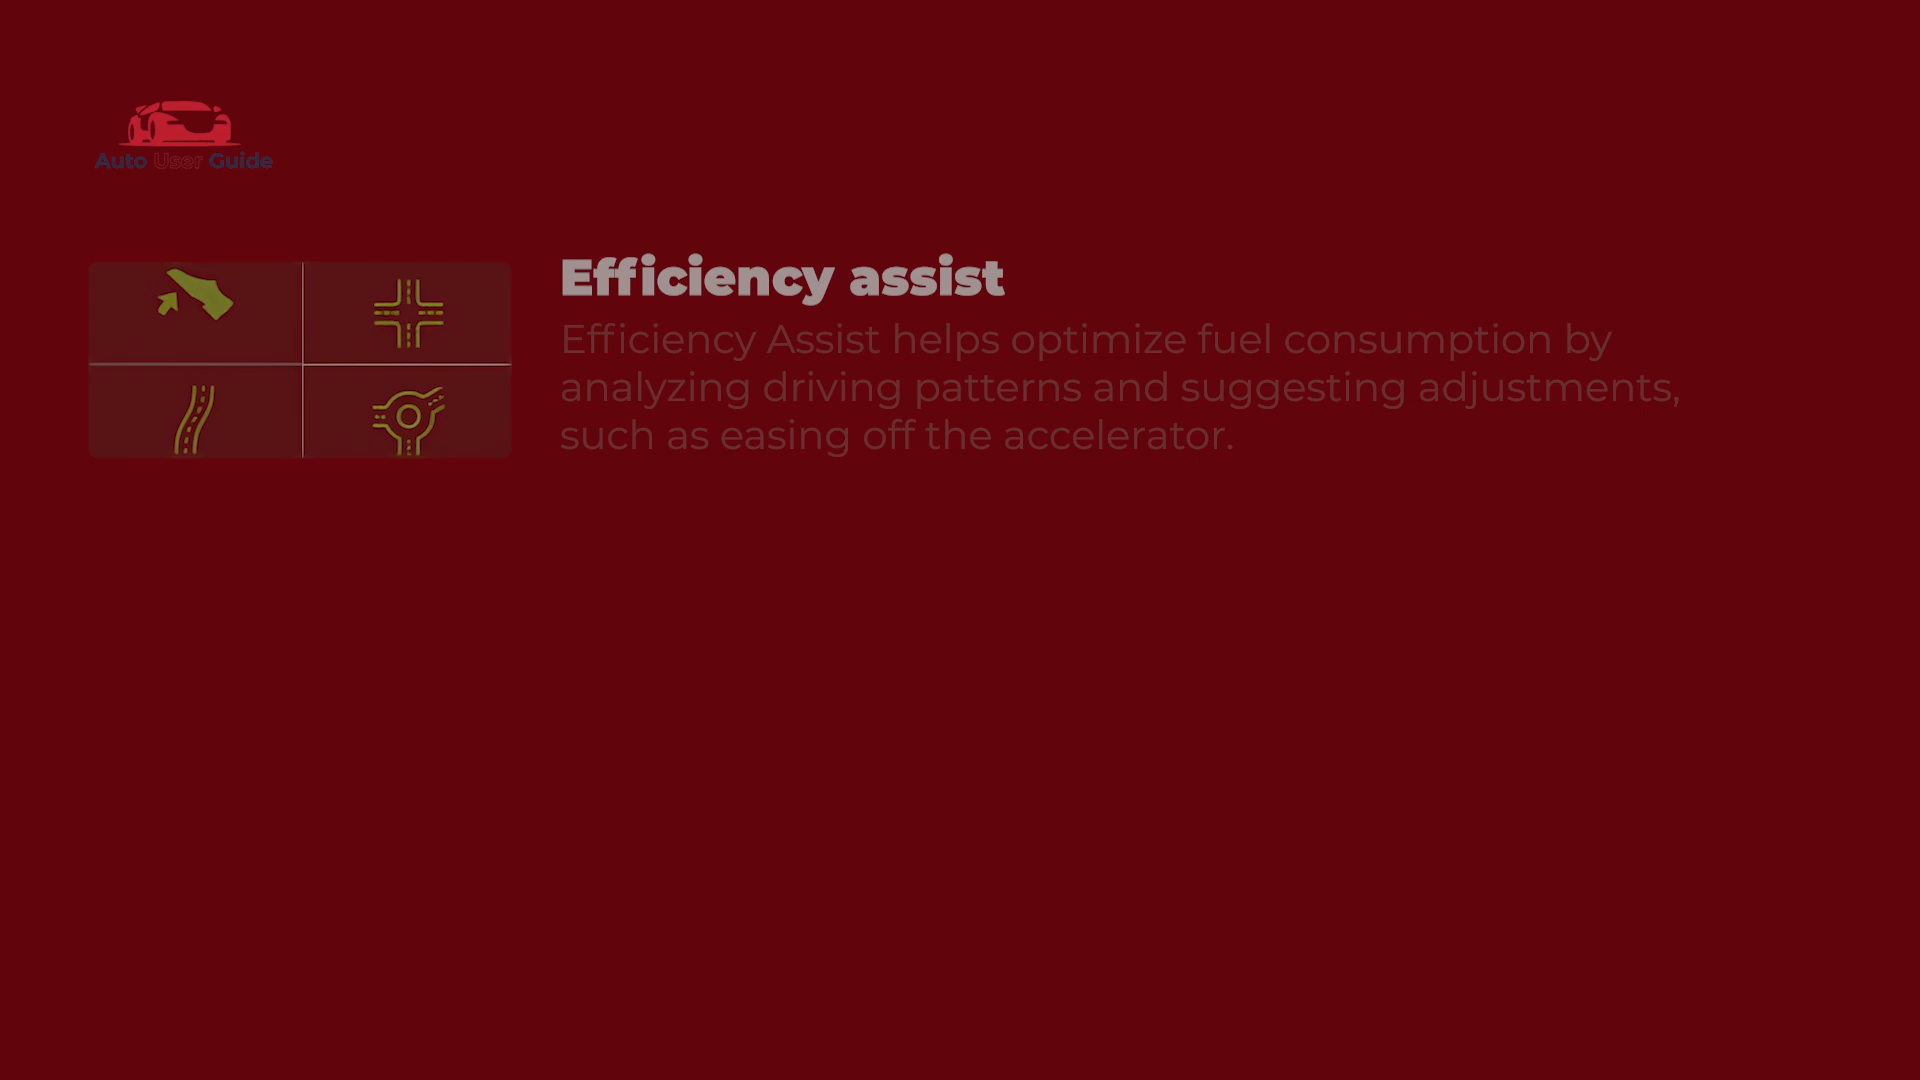 Auto User Guide
Efficiency assist
Efficiency Assist helps optimize fuel consumption by
analyzing driving patterns and suggesting adjustments,
such as easing off the accelerator.